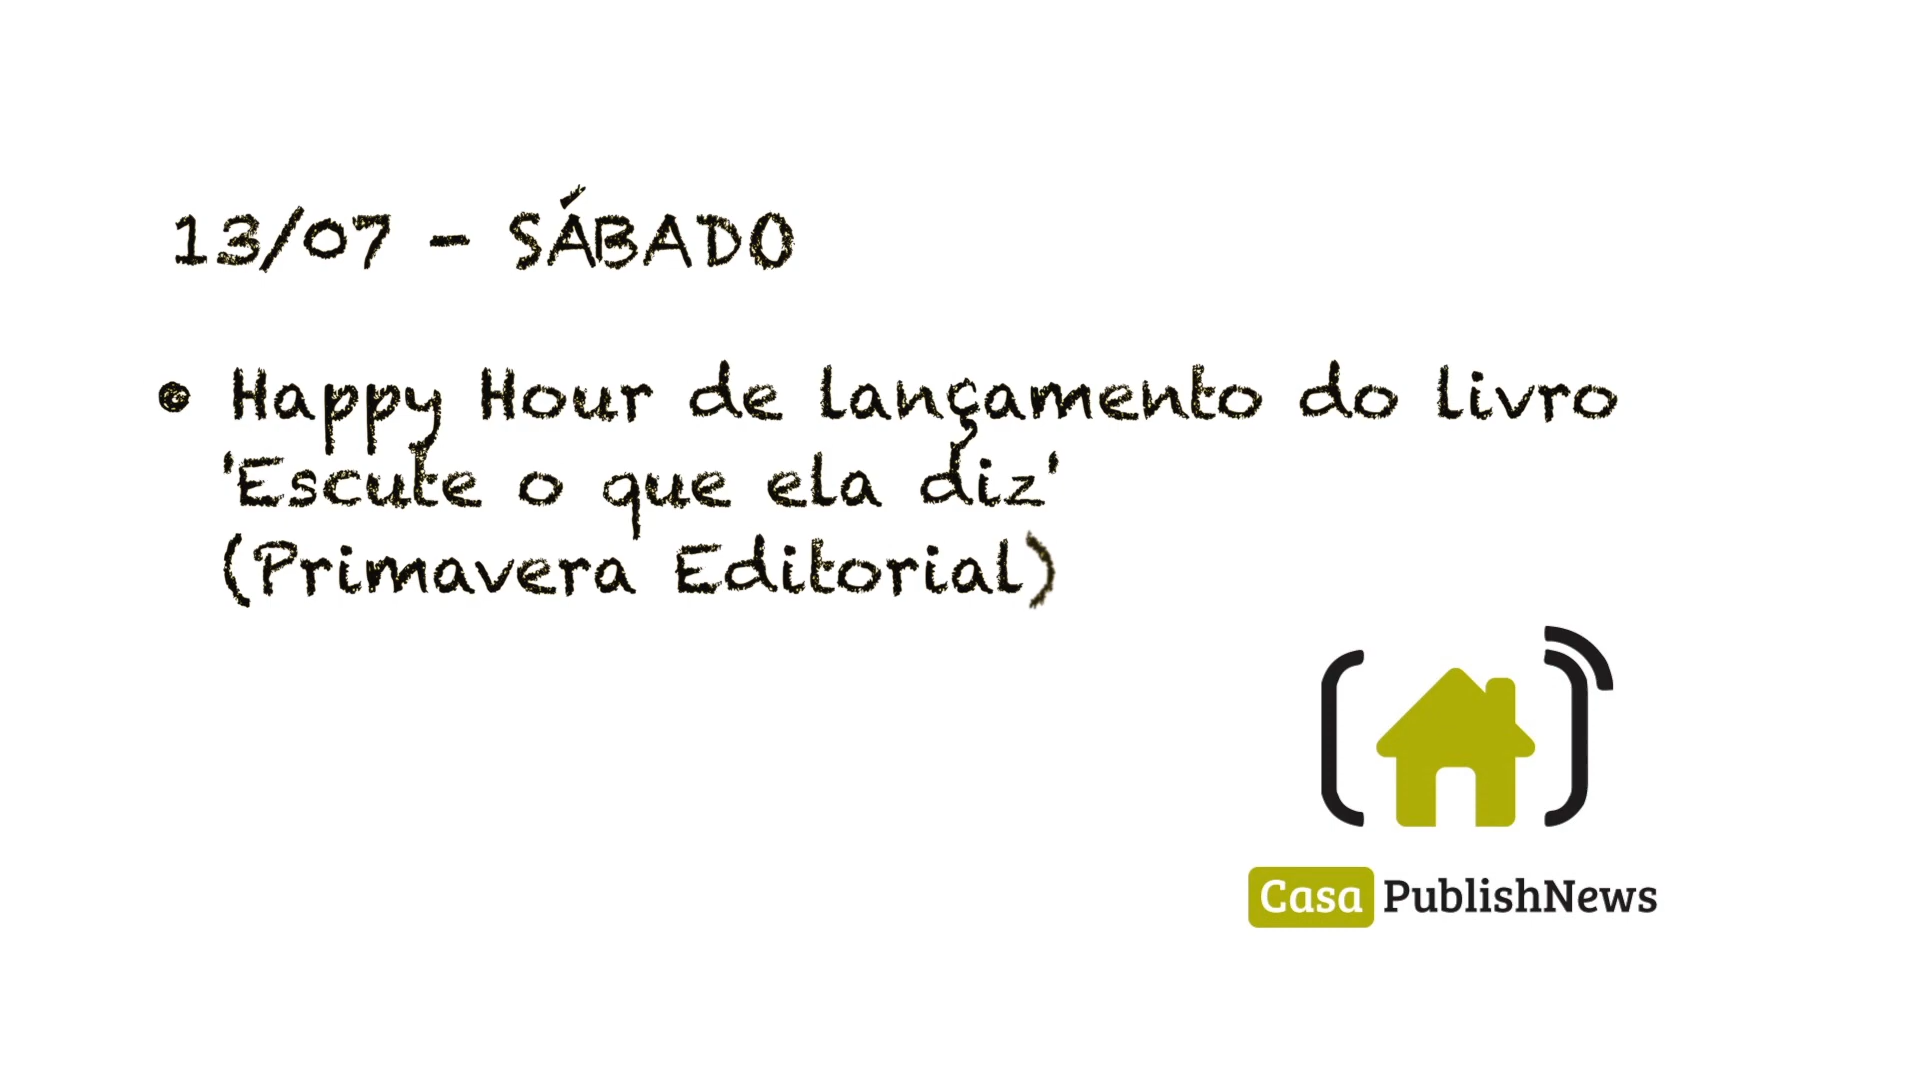 13/07 - SÁBADO
• Happy Hour de lançamento do livro
'Escute o que ela diz'
(Primavera Editorial)
Casa PublishNews